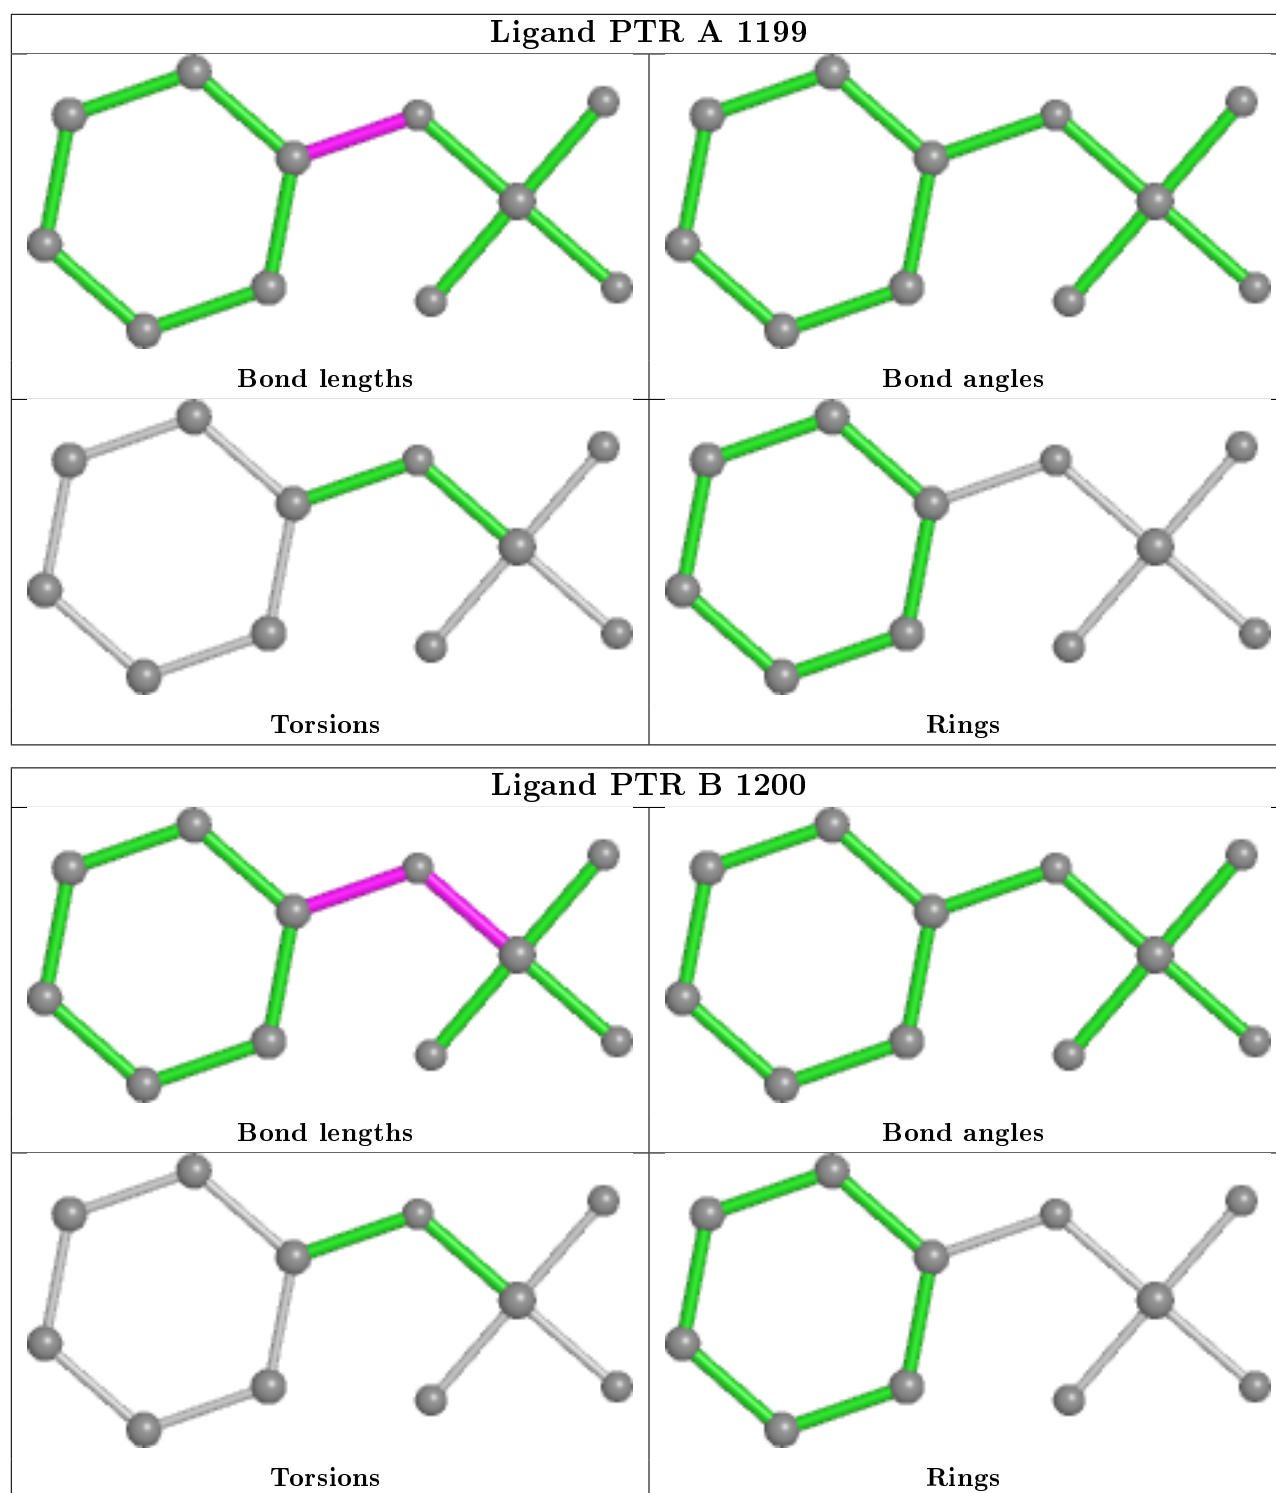 Ligand PTR A 1199
Bond lengths
Bond angles
Torsions
Rings
Ligand PTR B 1200
Bond lengths
Bond angles
Torsions
Rings